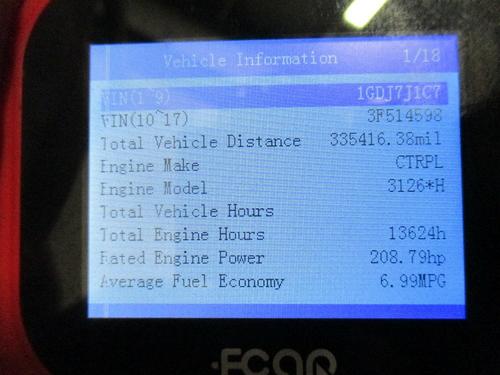 Vehicle Information 1/18
VIN(1~9) 1GDJ7J1C7
VIN(10~17) 3F514598
Total Vehicle Distance 335416.38mil
Engine Make CTRPL
Engine Model 3126*H
Total Vehicle Hours
Total Engine Hours 13624h
Rated Engine Power 208.79hp
Average Fuel Economy 6.99MPG